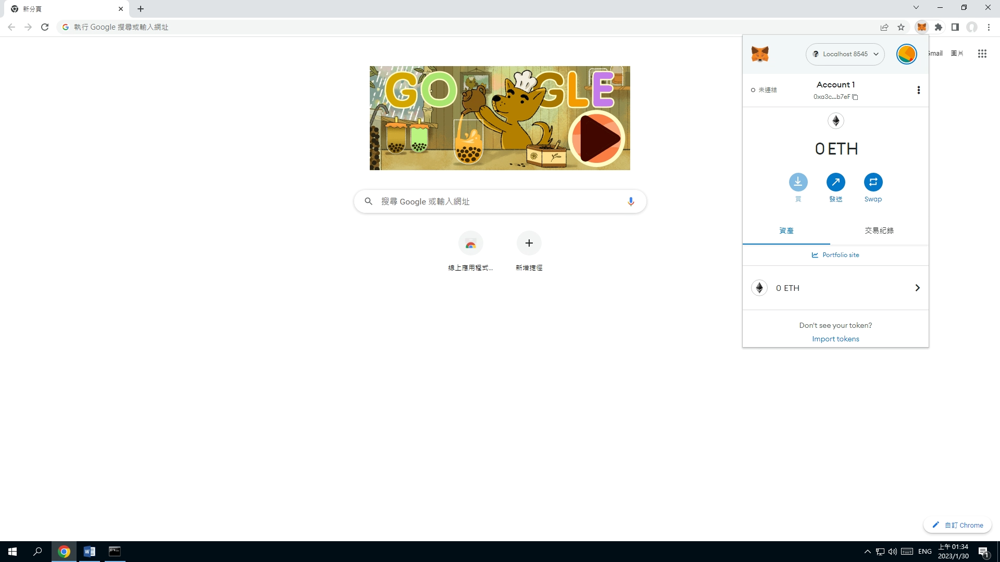 新分頁
執行 Google 搜尋或輸入網址
Localhost 8545
Gmail
圖片
GOOGLE
未連結
Account 1
0xa3c...b7eF
0 ETH
買
發送
Swap
搜尋 Google 或輸入網址
資產
交易紀錄
Portfolio site
線上應用程式...
新增捷徑
0 ETH
Don't see your token?
Import tokens
自訂 Chrome
ENG
上午 01:34
2023/1/30
1